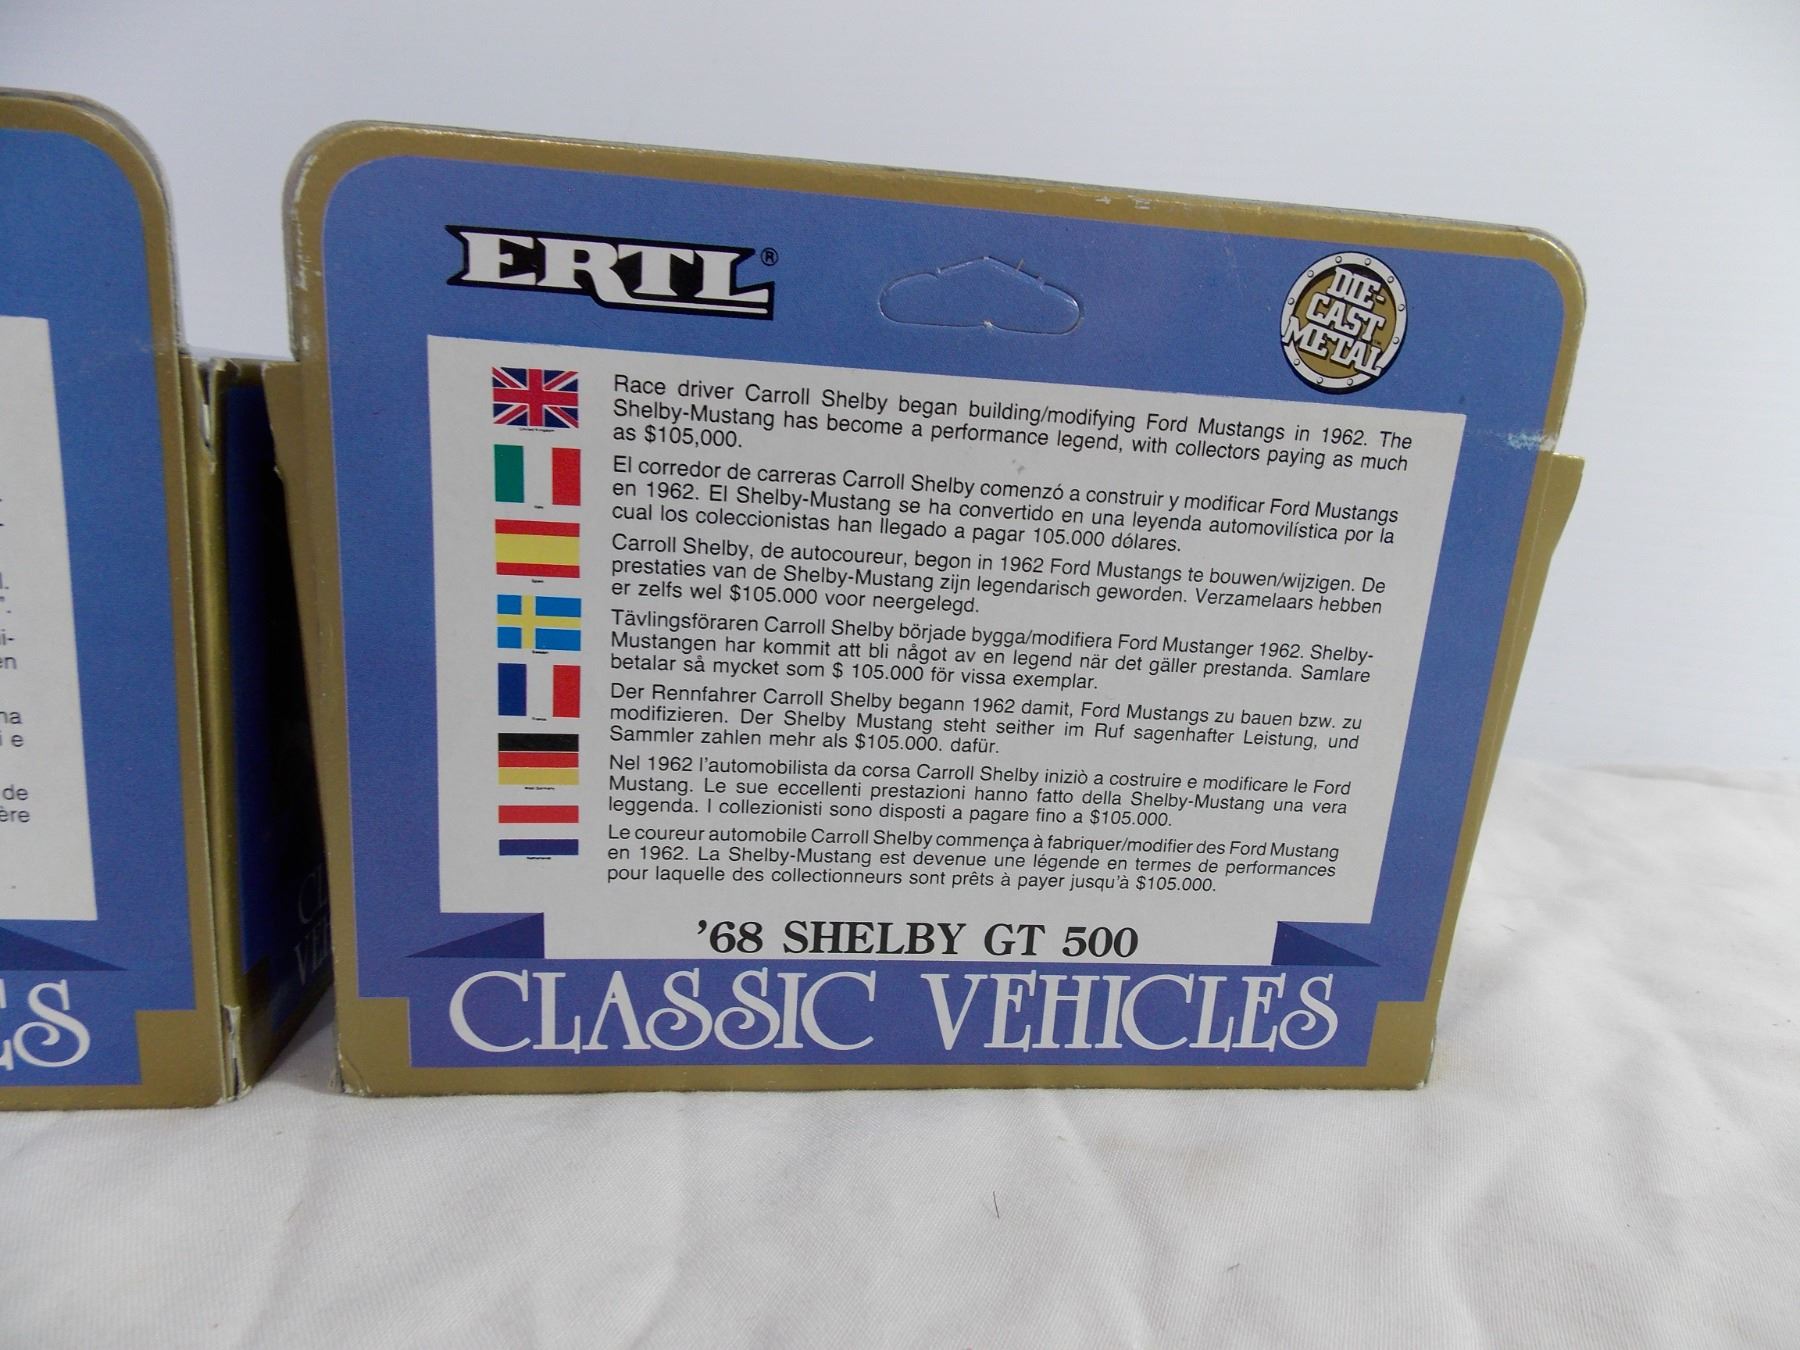 ERTL®
DIE-
CAST
METAL
Race driver Carroll Shelby began building/modifying Ford Mustangs in 1962. The
Shelby-Mustang has become a performance legend, with collectors paying as much
as $105,000.
El corredor de carreras Carroll Shelby comenzó a construir y modificar Ford Mustangs
en 1962. El Shelby-Mustang se ha convertido en una leyenda automovilística por la
cual los coleccionistas han llegado a pagar 105.000 dólares.
Carroll Shelby, de autocoureur, begon in 1962 Ford Mustangs te bouwen/wijzigen. De
prestaties van de Shelby-Mustang zijn legendarisch geworden. Verzamelaars hebben
er zelfs wel $105.000 voor neergelegd.
Tävlingsföraren Carroll Shelby började bygga/modifiera Ford Mustanger 1962. Shelby-
Mustangen har kommit att bli något av en legend när det gäller prestanda. Samlare
betalar så mycket som $ 105.000 för vissa exemplar.
Der Rennfahrer Carroll Shelby begann 1962 damit, Ford Mustangs zu bauen bzw. zu
modifizieren. Der Shelby Mustang steht seither im Ruf sagenhafter Leistung, und
Sammler zahlen mehr als $105.000. dafür.
Nel 1962 l'automobilista da corsa Carroll Shelby iniziò a costruire e modificare le Ford
Mustang. Le sue eccellenti prestazioni hanno fatto della Shelby-Mustang una vera
leggenda. I collezionisti sono disposti a pagare fino a $105.000.
Le coureur automobile Carroll Shelby commença à fabriquer/modifier des Ford Mustang
en 1962. La Shelby-Mustang est devenue une légende en termes de performances
pour laquelle des collectionneurs sont prêts à payer jusqu'à $105.000.
'68 SHELBY GT 500
CLASSIC VEHICLES
de
ère
ES